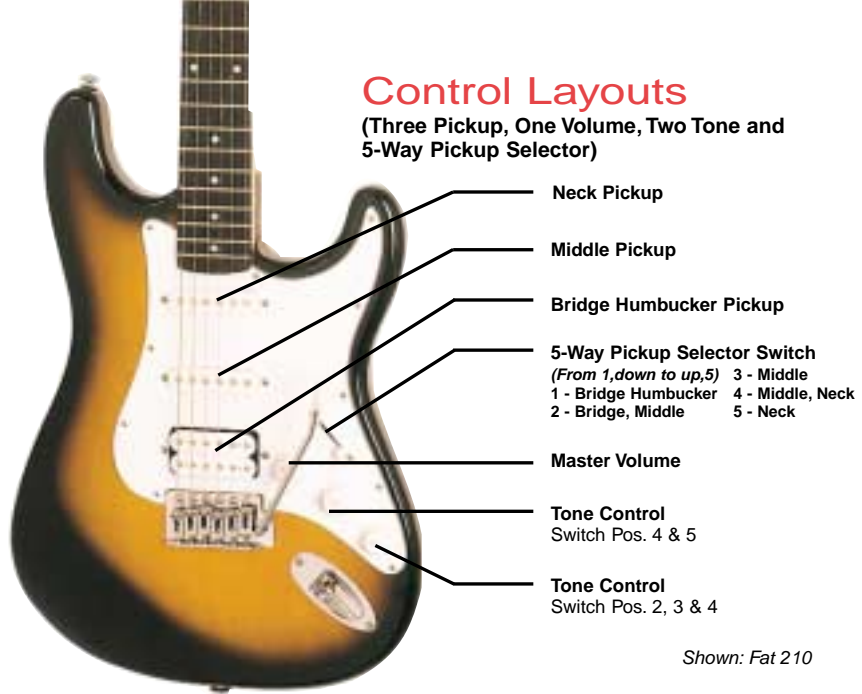 Control Layouts
(Three Pickup, One Volume, Two Tone and
5-Way Pickup Selector)
Neck Pickup
Middle Pickup
Bridge Humbucker Pickup
5-Way Pickup Selector Switch
(From 1,down to up,5) 3 - Middle
1 - Bridge Humbucker 4 - Middle, Neck
2 - Bridge, Middle 5 - Neck
Master Volume
Tone Control
Switch Pos. 4 & 5
Tone Control
Switch Pos. 2, 3 & 4
Shown: Fat 210